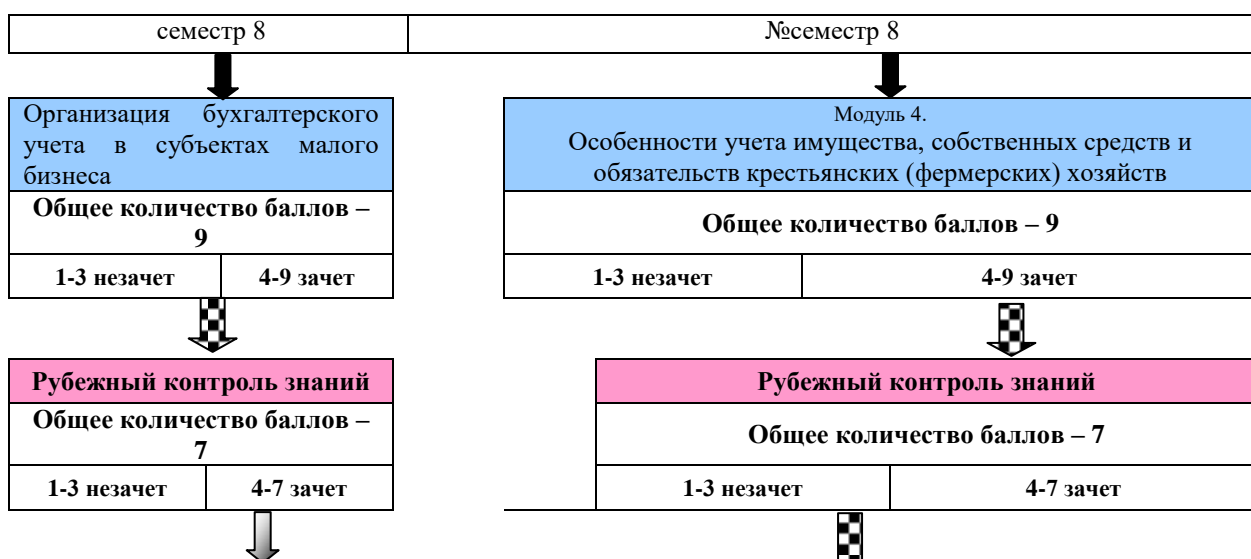 семестр 8
№семестр 8
Организация бухгалтерского
учета в субъектах малого
бизнеса
Общее количество баллов –
9
1-3 незачет
4-9 зачет
Модуль 4.
Особенности учета имущества, собственных средств и
обязательств крестьянских (фермерских) хозяйств
Общее количество баллов – 9
1-3 незачет
4-9 зачет
Рубежный контроль знаний
Общее количество баллов –
7
1-3 незачет
4-7 зачет
Рубежный контроль знаний
Общее количество баллов – 7
1-3 незачет
4-7 зачет